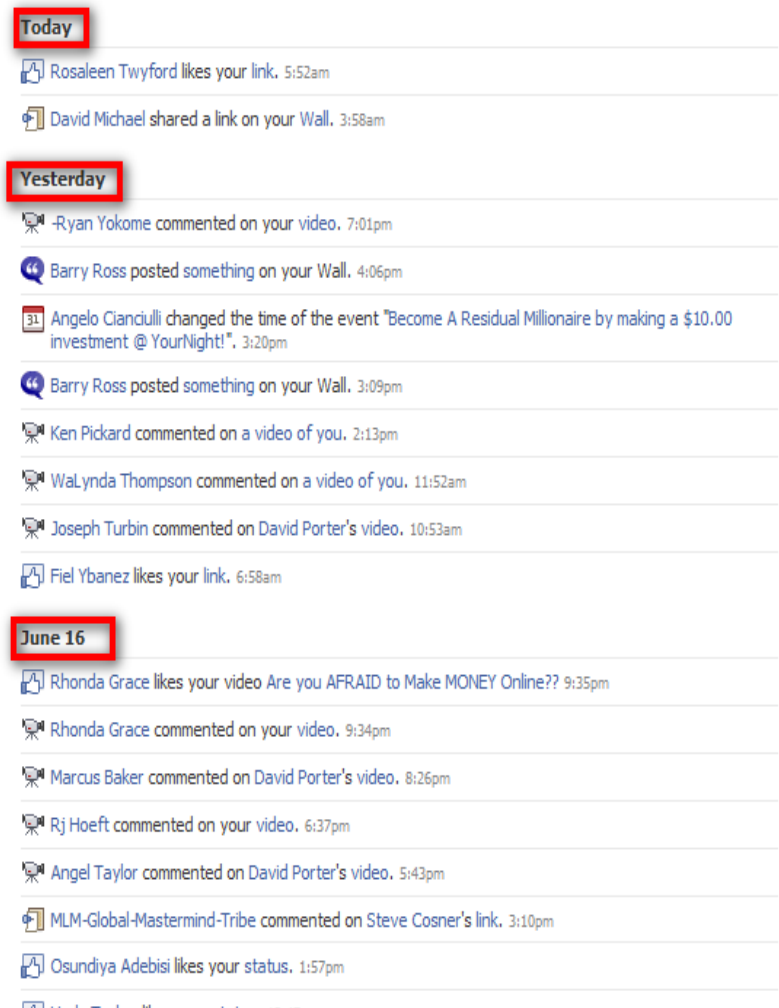 Today
Rosaleen Twyford likes your link. 5:52am
David Michael shared a link on your Wall. 3:58am
Yesterday
-Ryan Yokome commented on your video. 7:01pm
Barry Ross posted something on your Wall. 4:06pm
31 Angelo Cianciulli changed the time of the event "Become A Residual Millionaire by making a $10.00
investment @ YourNight!". 3:20pm
Barry Ross posted something on your Wall. 3:09pm
Ken Pickard commented on a video of you. 2:13pm
WaLynda Thompson commented on a video of you. 11:52am
Joseph Turbin commented on David Porter's video. 10:53am
Fiel Ybanez likes your link. 6:58am
June 16
Rhonda Grace likes your video Are you AFRAID to Make MONEY Online?? 9:35pm
Rhonda Grace commented on your video. 9:34pm
Marcus Baker commented on David Porter's video. 8:26pm
Rj Hoeft commented on your video. 6:37pm
Angel Taylor commented on David Porter's video. 5:43pm
MLM-Global-Mastermind-Tribe commented on Steve Cosner's link. 3:10pm
Osundiya Adebisi likes your status. 1:57pm